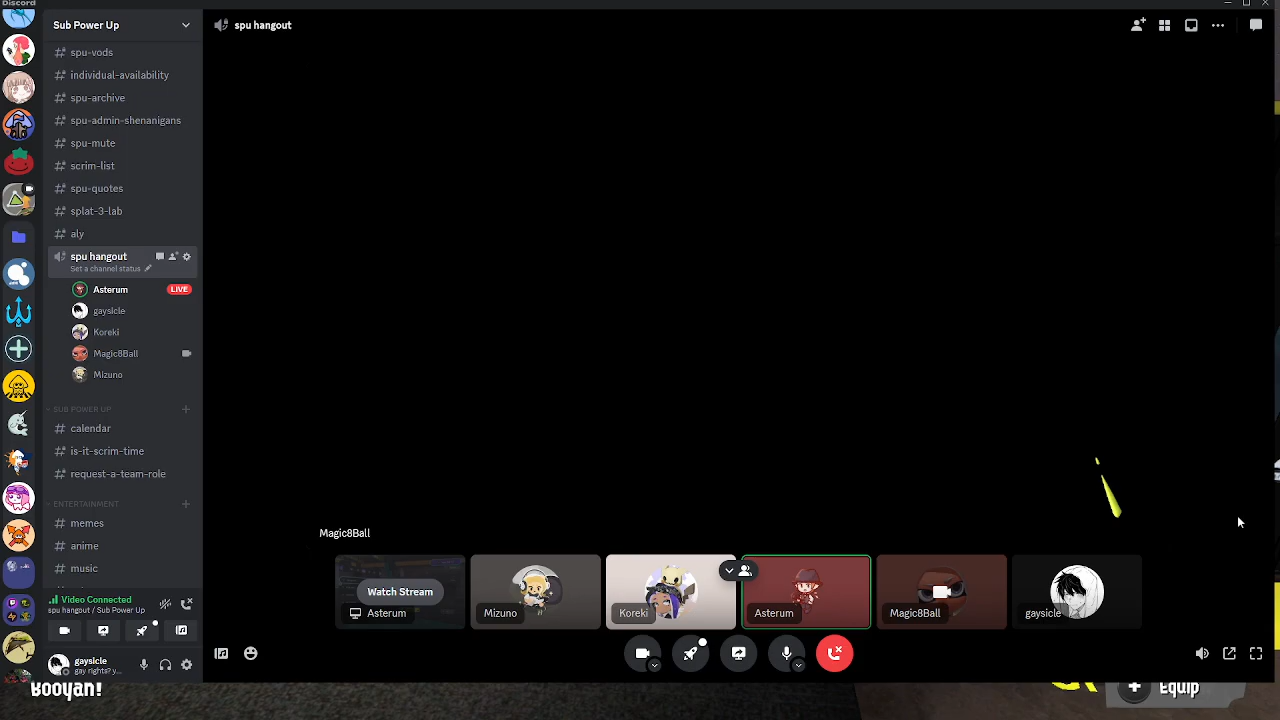 Discord
Sub Power Up
spu hangout
spu-vods
individual-availability
spu-archive
spu-admin-shenanigans
spu-mute
scrim-list
spu-quotes
splat-3-lab
aly
spu hangout
Set a channel status
Asterum
LIVE
gaysicle
Koreki
Magic8Ball
Mizuno
SUB POWER UP
calendar
is-it-scrim-time
request-a-team-role
ENTERTAINMENT
memes
anime
music
Video Connected
spu hangout / Sub Power Up
gaysicle
gay right? y...
Magic8Ball
Watch Stream
Asterum
Mizuno
Koreki
Asterum
Magic8Ball
gaysicle
Booyah!
Equip